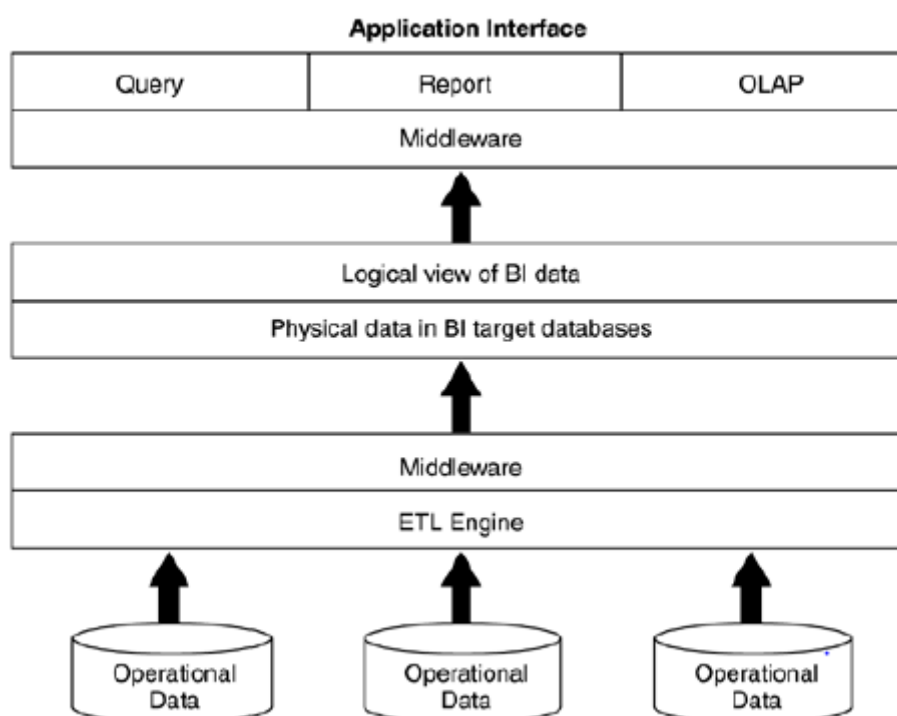 Application Interface
Query
Report
OLAP
Middleware
Logical view of BI data
Physical data in BI target databases
Middleware
ETL Engine
Operational
Data
Operational
Data
Operational
Data